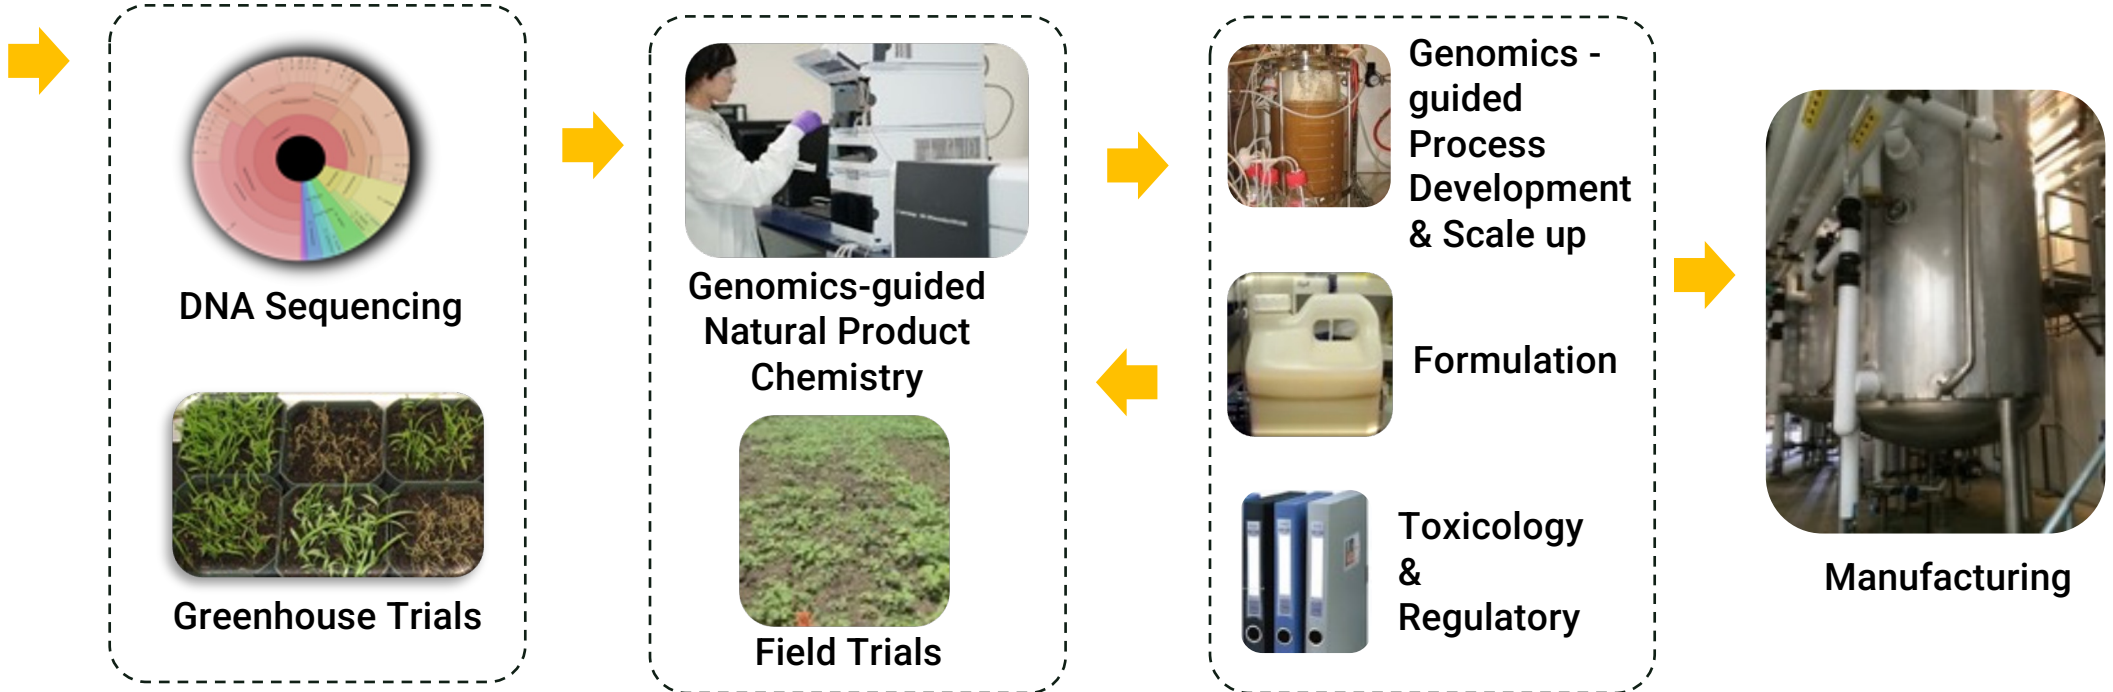 DNA Sequencing
Greenhouse Trials
Genomics-guided
Natural Product
Chemistry
Field Trials
Genomics -
guided
Process
Development
& Scale up
Formulation
Toxicology
&
Regulatory
Manufacturing